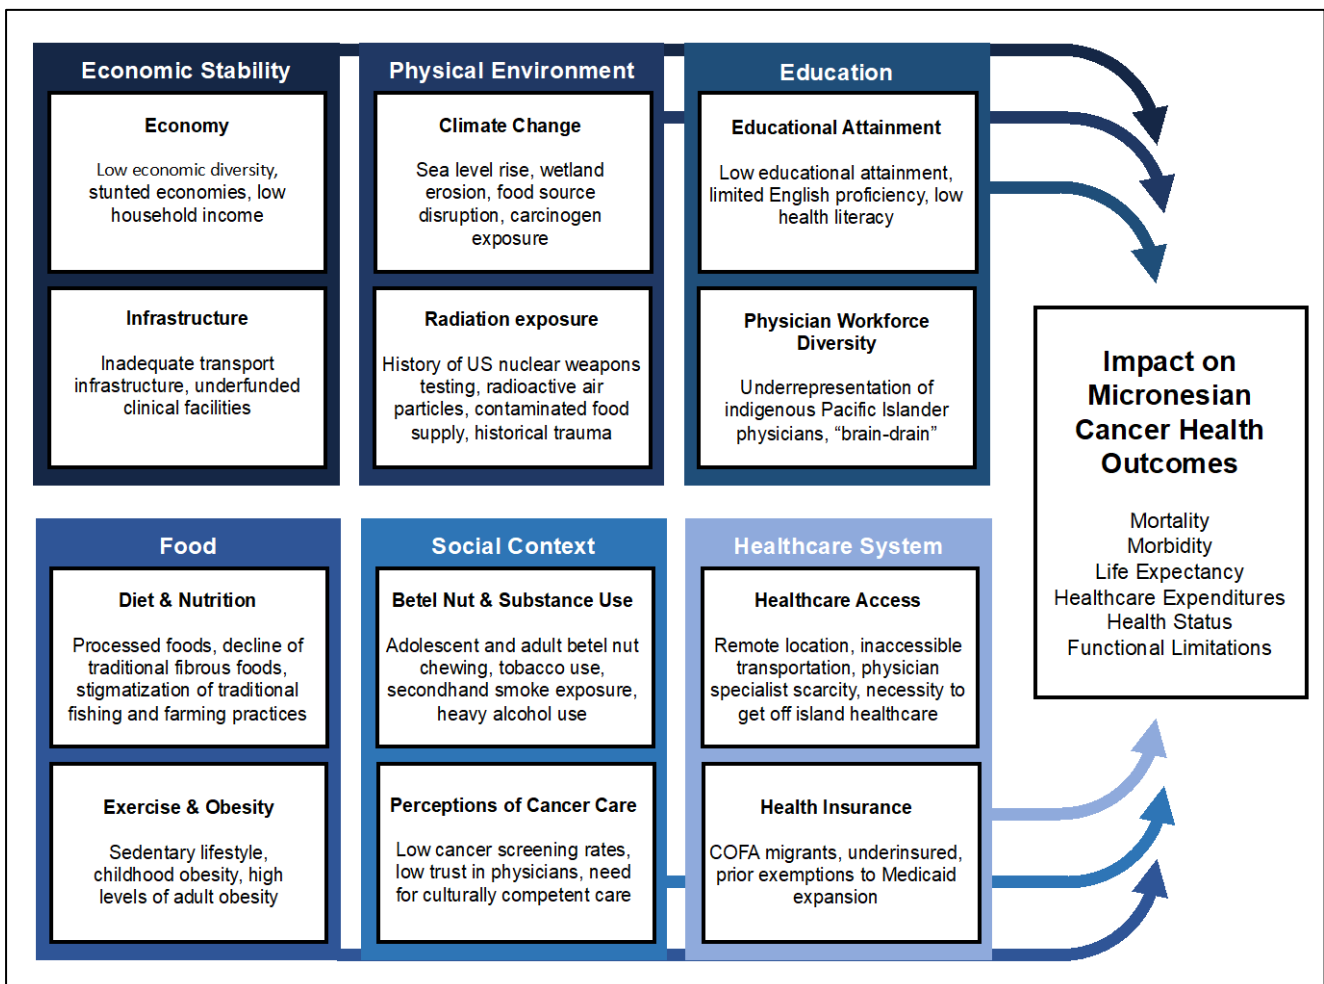 Economic Stability
Economy
Low economic diversity,
stunted economies, low
household income
Infrastructure
Inadequate transport
infrastructure, underfunded
clinical facilities
Physical Environment
Climate Change
Sea level rise, wetland
erosion, food source
disruption, carcinogen
exposure
Radiation exposure
History of US nuclear weapons
testing, radioactive air
particles, contaminated food
supply, historical trauma
Education
Educational Attainment
Low educational attainment,
limited English proficiency, low
health literacy
Physician Workforce
Diversity
Underrepresentation of
indigenous Pacific Islander
physicians, “brain-drain”
Food
Diet & Nutrition
Processed foods, decline of
traditional fibrous foods,
stigmatization of traditional
fishing and farming practices
Exercise & Obesity
Sedentary lifestyle,
childhood obesity, high
levels of adult obesity
Social Context
Betel Nut & Substance Use
Adolescent and adult betel nut
chewing, tobacco use,
secondhand smoke exposure,
heavy alcohol use
Perceptions of Cancer Care
Low cancer screening rates,
low trust in physicians, need
for culturally competent care
Healthcare System
Healthcare Access
Remote location, inaccessible
transportation, physician
specialist scarcity, necessity to
get off island healthcare
Health Insurance
COFA migrants, underinsured,
prior exemptions to Medicaid
expansion
Impact on
Micronesian
Cancer Health
Outcomes
Mortality
Morbidity
Life Expectancy
Healthcare Expenditures
Health Status
Functional Limitations